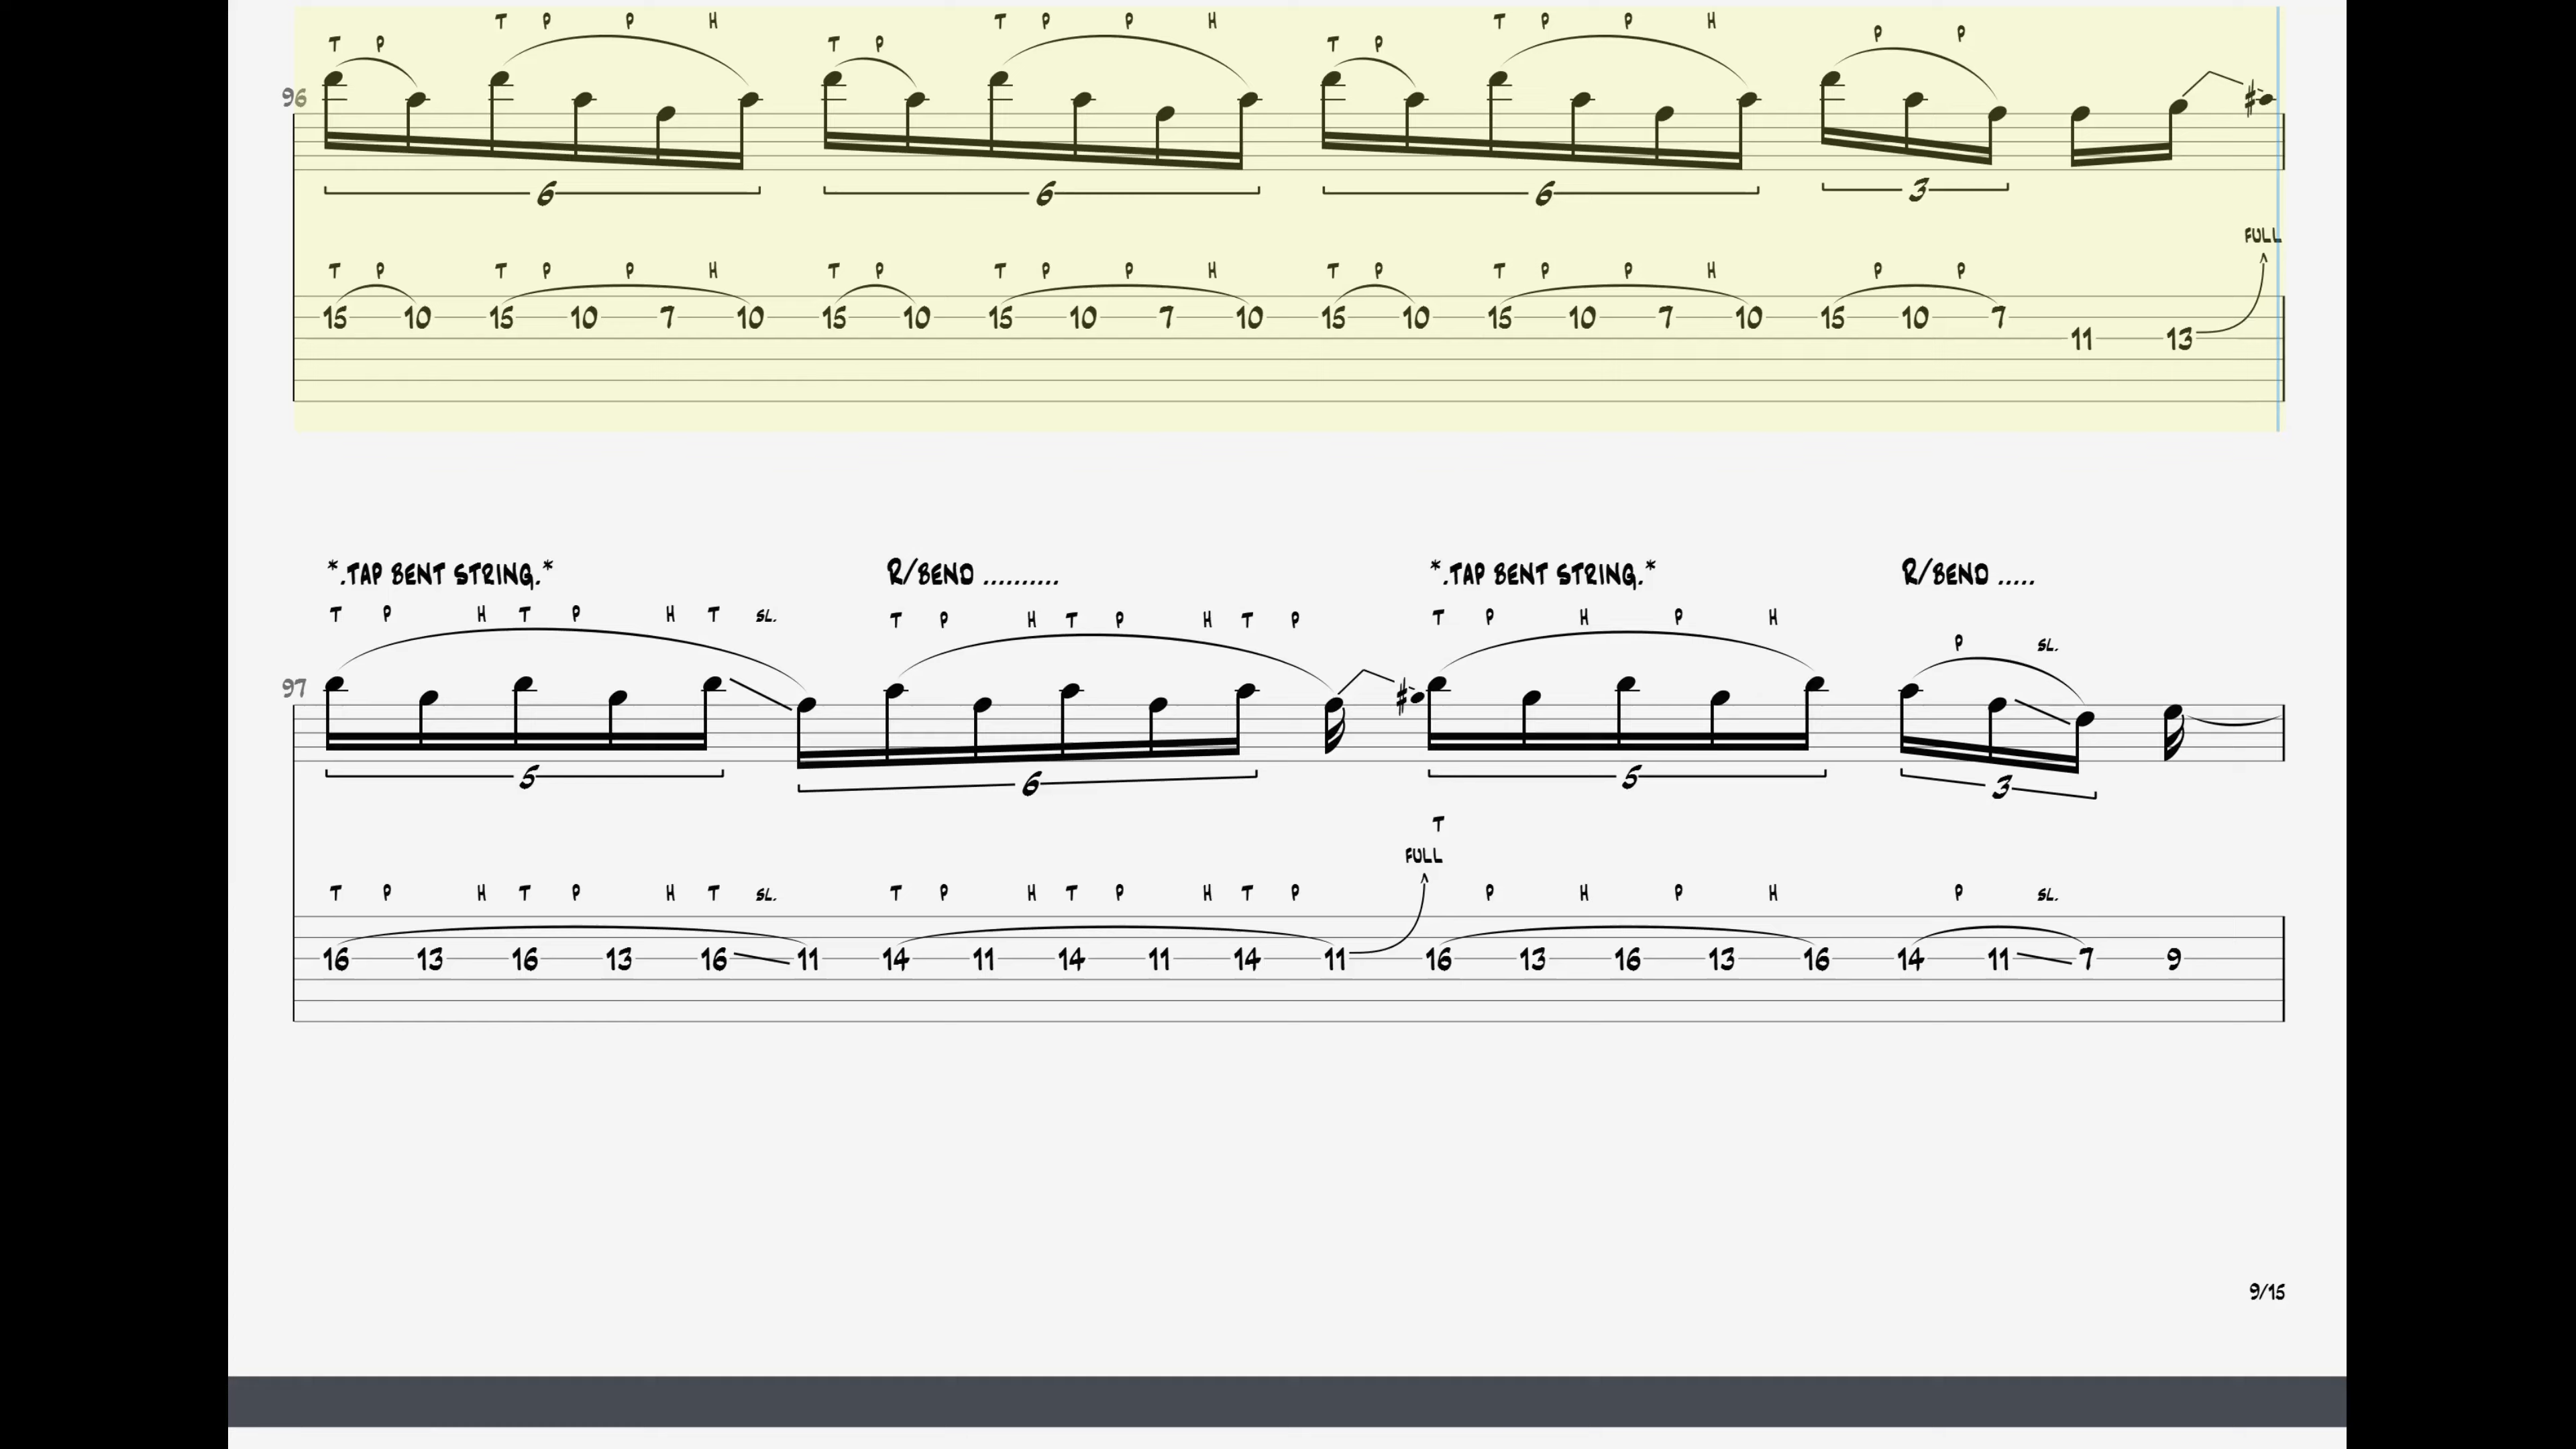 T P P H T P P H T P P H P P
T P T P T P
96
6 6 6 3
FULL
T P T P P H T P T P P H T P T P P H P P
15 10 15 10 7 10 15 10 15 10 7 10 15 10 15 10 7 10 15 10 7
11 13
*.TAP BENT STRING.* R/BEND .......... *.TAP BENT STRING.* R/BEND .....
T P H T P H T SL. T P H T P H T P T P H P H
P SL.
97
5 6 5 3
T
FULL
T P H T P H T SL. T P H T P H T P P H P H P SL.
16 13 16 13 16 11 14 11 14 11 14 11 16 13 16 13 16 14 11 7 9
9/15